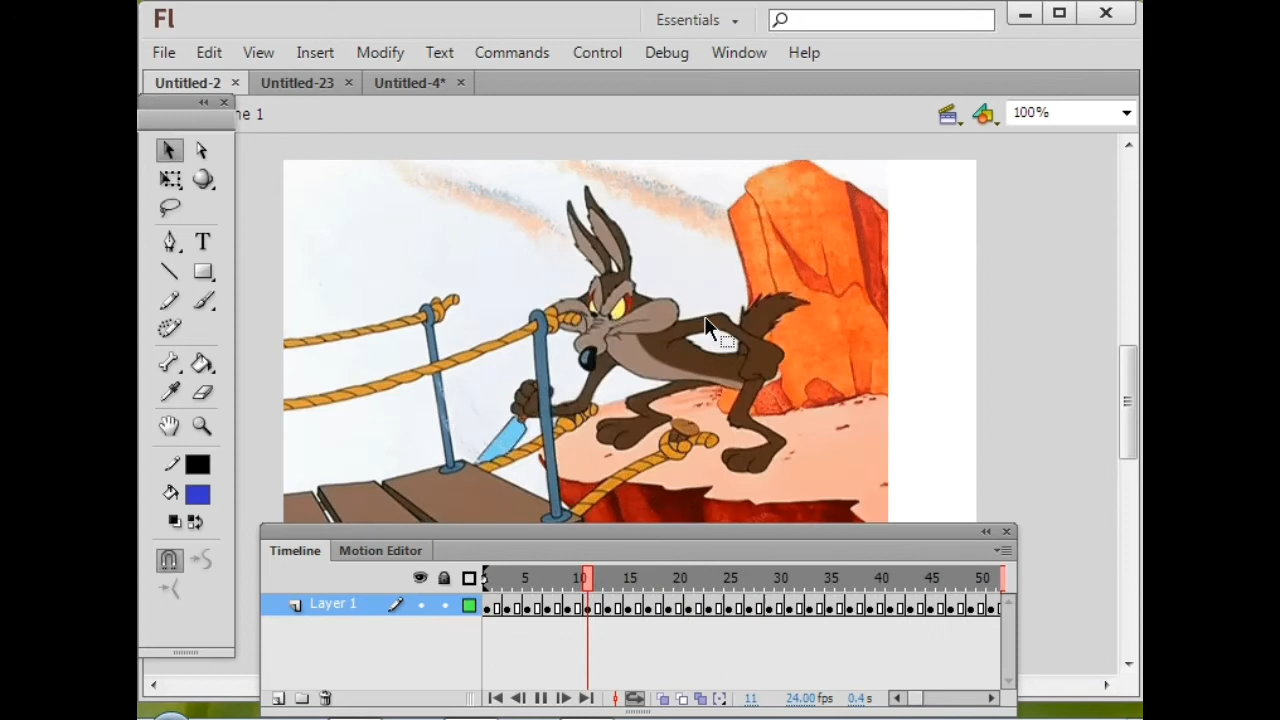 Fl Essentials
File Edit View Insert Modify Text Commands Control Debug Window Help
Untitled-2 × Untitled-23 × Untitled-4* ×
ne 1 100%
T
Timeline Motion Editor
5 10 15 20 25 30 35 40 45 50
Layer 1
11 24.00 fps 0.4 s